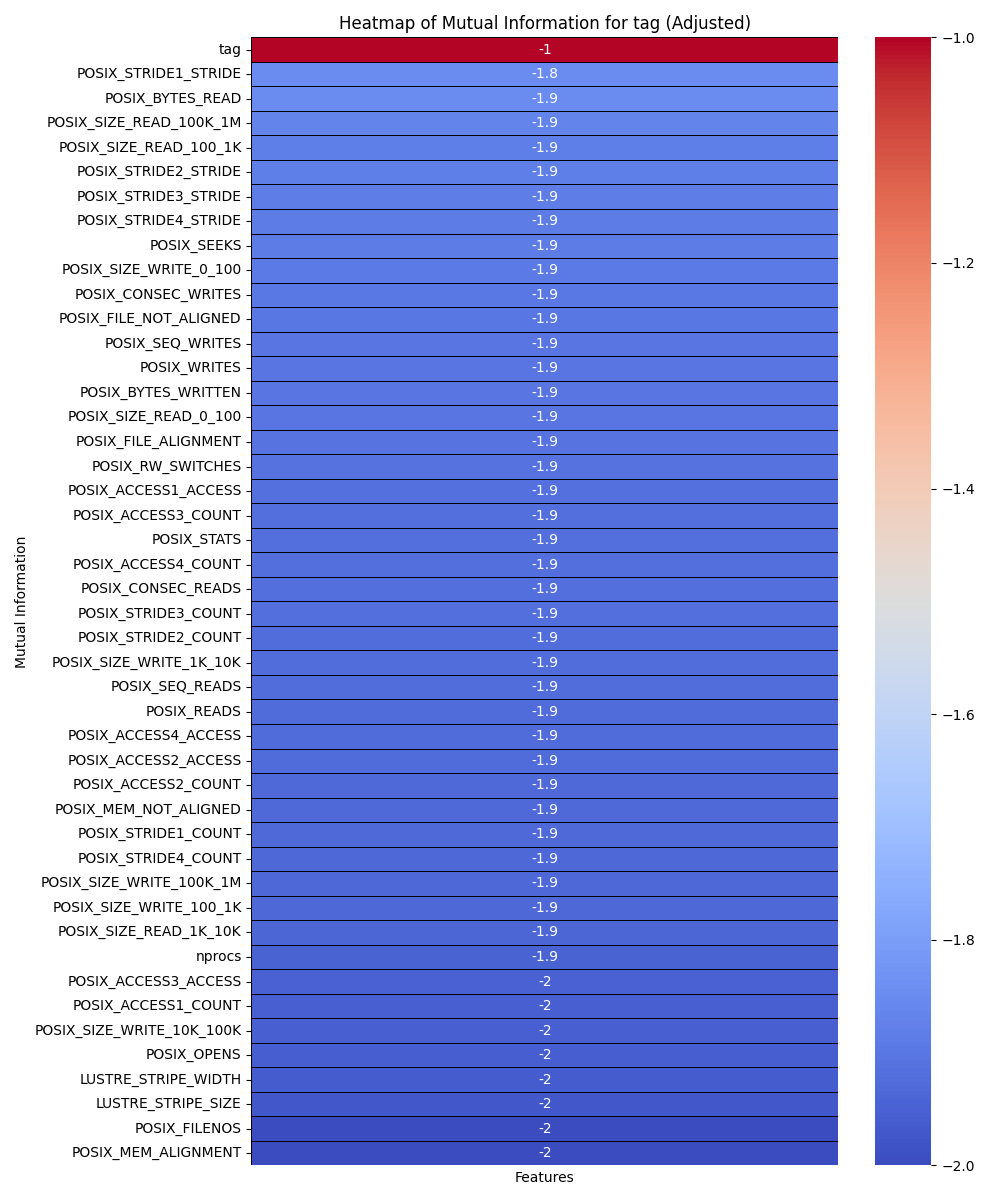 Heatmap of Mutual Information for tag (Adjusted)
tag -1
POSIX_STRIDE1_STRIDE -1.8
POSIX_BYTES_READ -1.9
POSIX_SIZE_READ_100K_1M -1.9
POSIX_SIZE_READ_100_1K -1.9
POSIX_STRIDE2_STRIDE -1.9
POSIX_STRIDE3_STRIDE -1.9
POSIX_STRIDE4_STRIDE -1.9
POSIX_SEEKS -1.9
POSIX_SIZE_WRITE_0_100 -1.9
POSIX_CONSEC_WRITES -1.9
POSIX_FILE_NOT_ALIGNED -1.9
POSIX_SEQ_WRITES -1.9
POSIX_WRITES -1.9
POSIX_BYTES_WRITTEN -1.9
POSIX_SIZE_READ_0_100 -1.9
POSIX_FILE_ALIGNMENT -1.9
POSIX_RW_SWITCHES -1.9
POSIX_ACCESS1_ACCESS -1.9
POSIX_ACCESS3_COUNT -1.9
POSIX_STATS -1.9
POSIX_ACCESS4_COUNT -1.9
POSIX_CONSEC_READS -1.9
POSIX_STRIDE3_COUNT -1.9
POSIX_STRIDE2_COUNT -1.9
POSIX_SIZE_WRITE_1K_10K -1.9
POSIX_SEQ_READS -1.9
POSIX_READS -1.9
POSIX_ACCESS4_ACCESS -1.9
POSIX_ACCESS2_ACCESS -1.9
POSIX_ACCESS2_COUNT -1.9
POSIX_MEM_NOT_ALIGNED -1.9
POSIX_STRIDE1_COUNT -1.9
POSIX_STRIDE4_COUNT -1.9
POSIX_SIZE_WRITE_100K_1M -1.9
POSIX_SIZE_WRITE_100_1K -1.9
POSIX_SIZE_READ_1K_10K -1.9
nprocs -1.9
POSIX_ACCESS3_ACCESS -2
POSIX_ACCESS1_COUNT -2
POSIX_SIZE_WRITE_10K_100K -2
POSIX_OPENS -2
LUSTRE_STRIPE_WIDTH -2
LUSTRE_STRIPE_SIZE -2
POSIX_FILENOS -2
POSIX_MEM_ALIGNMENT -2
Mutual Information
Features
−1.0
−1.2
−1.4
−1.6
−1.8
−2.0